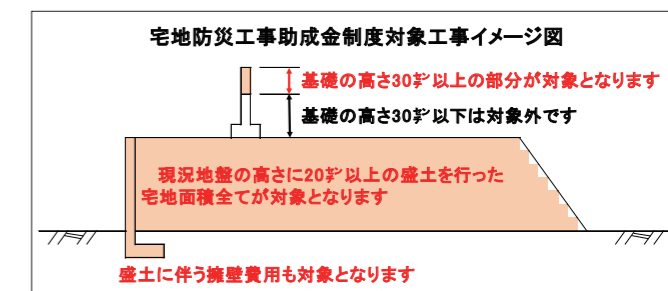 宅地防災工事助成金制度対象工事イメージ図
基礎の高さ30㌢以上の部分が対象となります
基礎の高さ30㌢以下は対象外です
現況地盤の高さに20㌢以上の盛土を行った
宅地面積全てが対象となります
盛土に伴う擁壁費用も対象となります